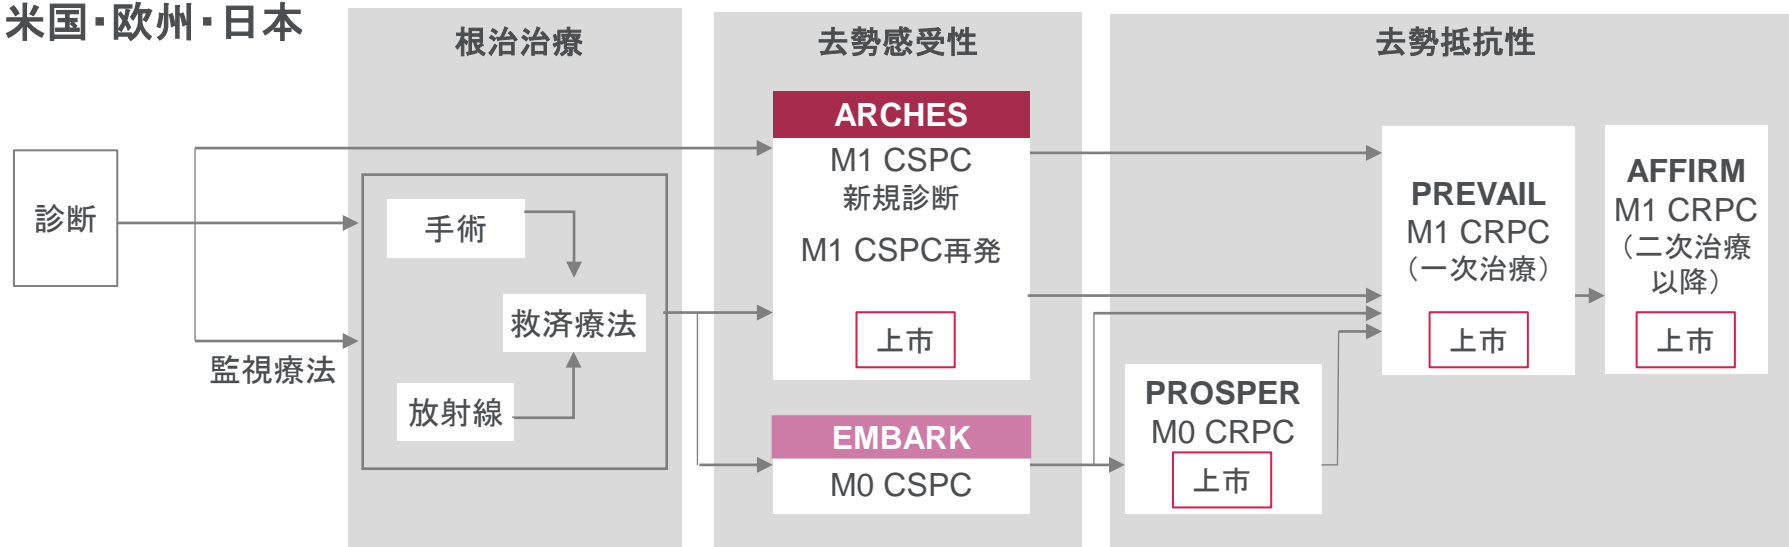 米国・欧州・日本
根治治療
去勢感受性
去勢抵抗性
診断
監視療法
手術
救済療法
放射線
ARCHES
M1 CSPC
新規診断
M1 CSPC再発
上市
EMBARK
M0 CSPC
PROSPER
M0 CRPC
上市
PREVAIL
M1 CRPC
（一次治療）
上市
AFFIRM
M1 CRPC
（二次治療
以降）
上市